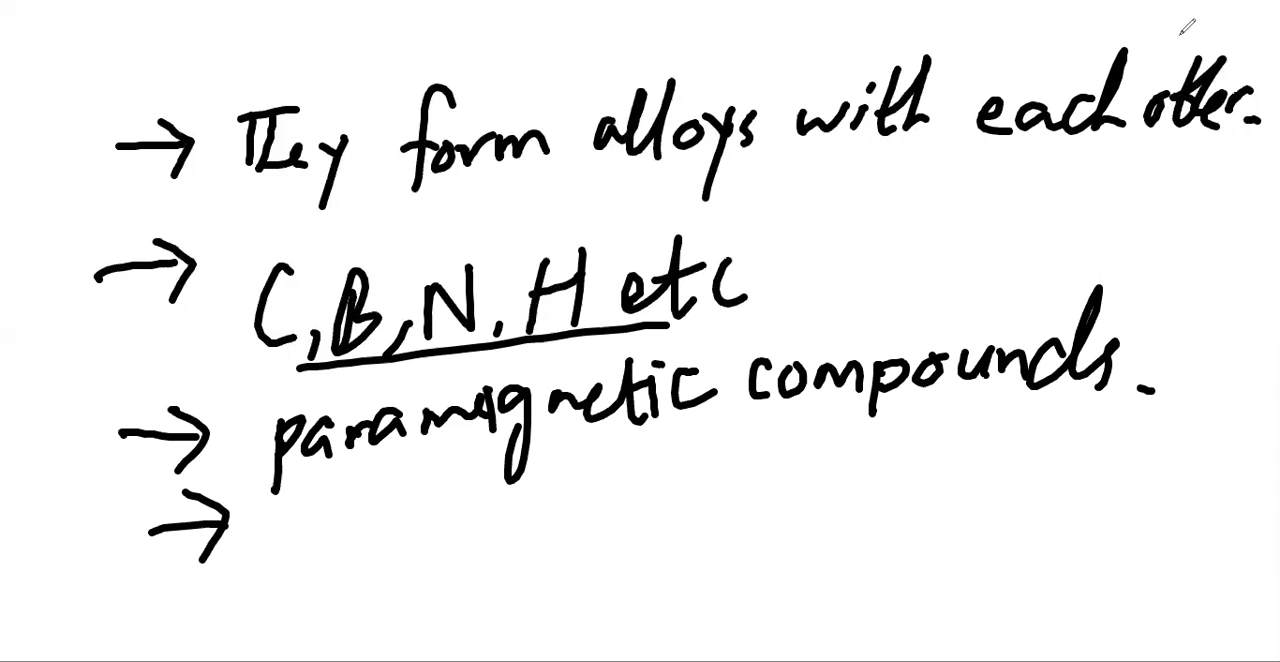 → They form alloys with each other.
→ C, B, N, H etc
→ paramagnetic compounds.
→